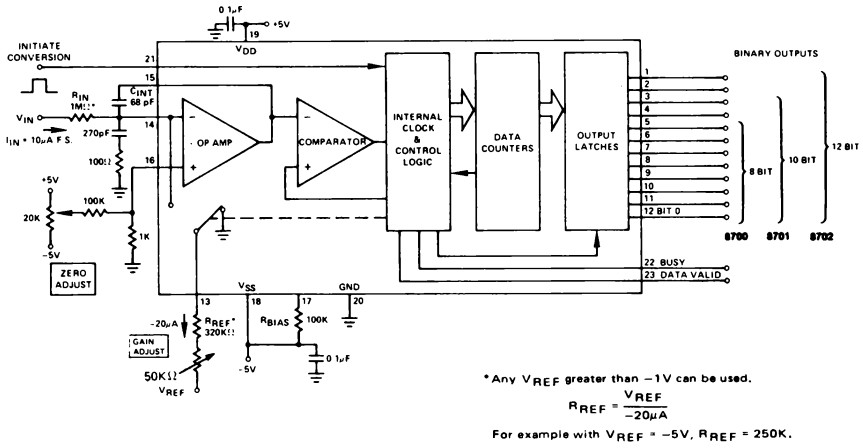 0 1µF
+5V
19
VDD
INITIATE
CONVERSION
21
15
CINT
68 pF
RIN
1MΩ*
VIN
IIN = 10µA F S.
14
270pF
100Ω
16
−
+
OP AMP
−
+
COMPARATOR
INTERNAL
CLOCK
&
CONTROL
LOGIC
DATA
COUNTERS
OUTPUT
LATCHES
BINARY OUTPUTS
1
2
3
4
5
6
7
8
9
10
11
12 BIT 0
8 BIT
10 BIT
12 BIT
8700
8701
8702
22 BUSY
23 DATA VALID
+5V
20K
100K
-5V
1K
ZERO
ADJUST
13
VSS
18
17
GND
20
-20µA
RREF*
320KΩ
GAIN
ADJUST
50KΩ
VREF
RBIAS
100K
-5V
0 1µF
*Any VREF greater than −1V can be used.
RREF = VREF / −20µA
For example with VREF = −5V, RREF = 250K.